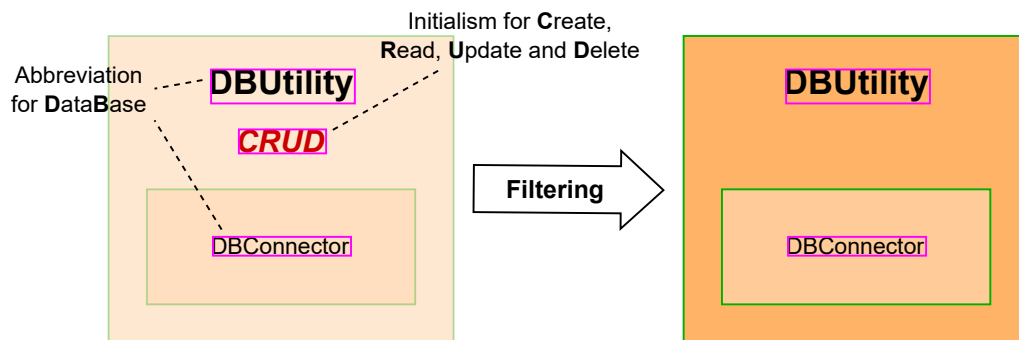 Initialism for Create,
Read, Update and Delete
Abbreviation
for DataBase
DBUtility
CRUD
DBConnector
Filtering
DBUtility
DBConnector